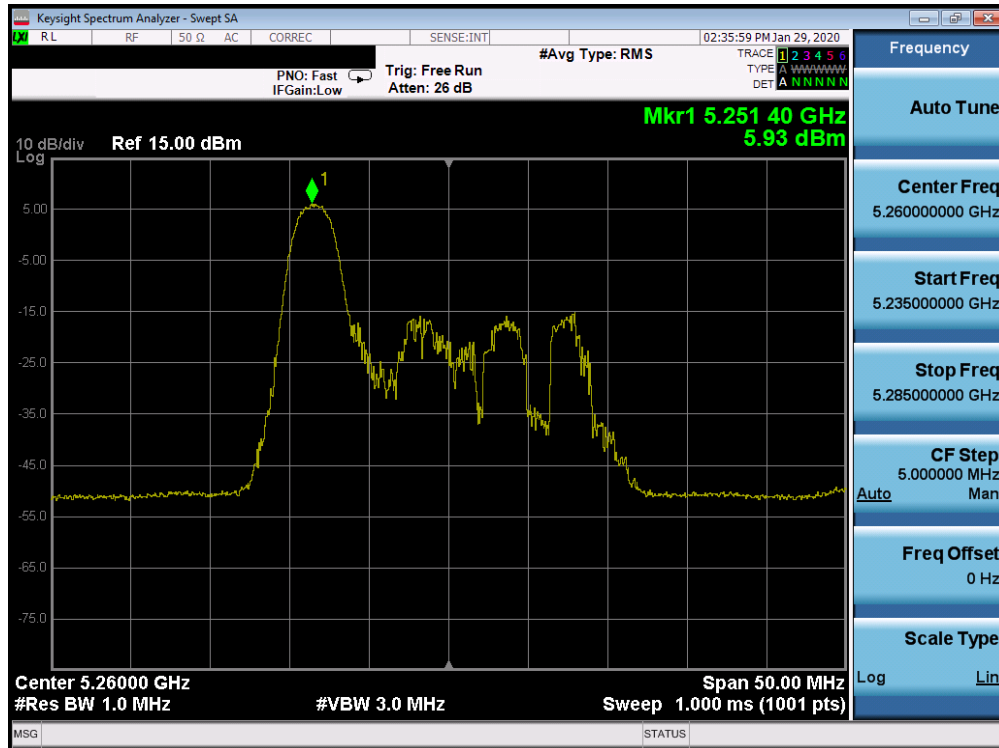 Keysight Spectrum Analyzer - Swept SA
LXI RL RF 50 Ω AC CORREC SENSE:INT 02:35:59 PM Jan 29, 2020
#Avg Type: RMS TRACE 1 2 3 4 5 6
PNO: Fast Trig: Free Run TYPE A WWWWW
IFGain:Low Atten: 26 dB DET A N N N N N
Mkr1 5.251 40 GHz
5.93 dBm
10 dB/div Ref 15.00 dBm
Log
1
5.00
-5.00
-15.0
-25.0
-35.0
-45.0
-55.0
-65.0
-75.0
Center 5.26000 GHz Span 50.00 MHz
#Res BW 1.0 MHz #VBW 3.0 MHz Sweep 1.000 ms (1001 pts)
MSG STATUS
Frequency
Auto Tune
Center Freq
5.260000000 GHz
Start Freq
5.235000000 GHz
Stop Freq
5.285000000 GHz
CF Step
5.000000 MHz
Auto Man
Freq Offset
0 Hz
Scale Type
Log Lin